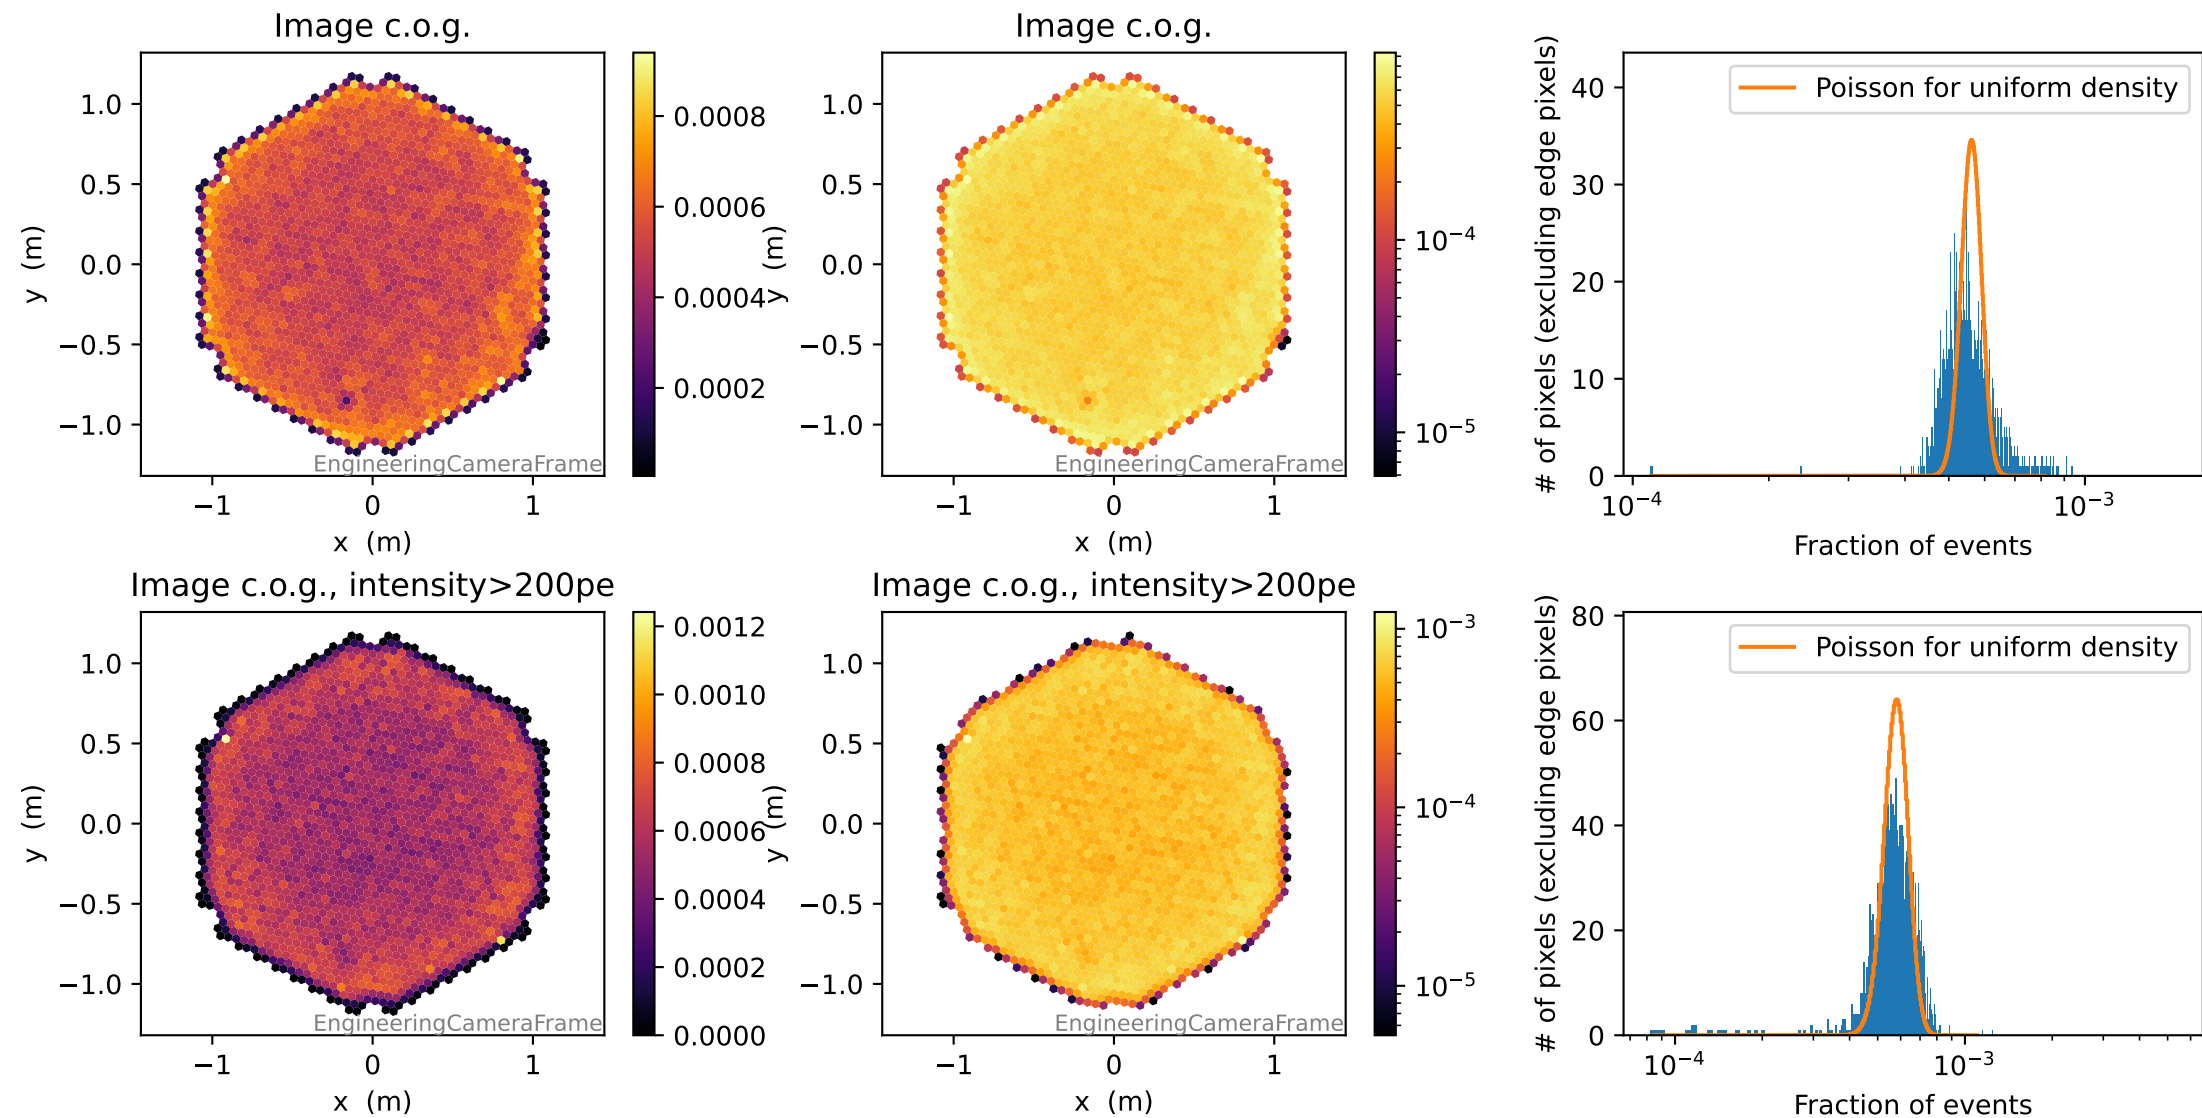 Image c.o.g.
y (m)
1.0
0.5
0.0
−0.5
−1.0
−1
0
1
x (m)
EngineeringCameraFrame
0.0008
0.0006
0.0004
0.0002
Image c.o.g.
y (m)
1.0
0.5
0.0
−0.5
−1.0
−1
0
1
x (m)
EngineeringCameraFrame
10⁻⁴
10⁻⁵
# of pixels (excluding edge pixels)
40
30
20
10
0
Poisson for uniform density
10⁻⁴
10⁻³
Fraction of events
Image c.o.g., intensity>200pe
y (m)
1.0
0.5
0.0
−0.5
−1.0
−1
0
1
x (m)
EngineeringCameraFrame
0.0012
0.0010
0.0008
0.0006
0.0004
0.0002
0.0000
Image c.o.g., intensity>200pe
y (m)
1.0
0.5
0.0
−0.5
−1.0
−1
0
1
x (m)
EngineeringCameraFrame
10⁻³
10⁻⁴
10⁻⁵
# of pixels (excluding edge pixels)
80
60
40
20
0
Poisson for uniform density
10⁻⁴
10⁻³
Fraction of events